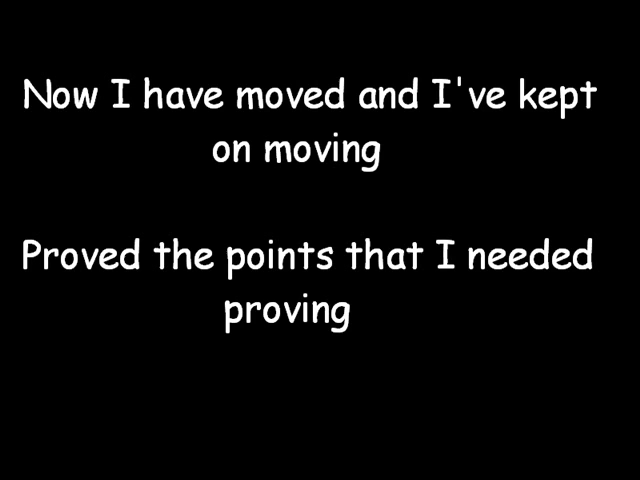 Now I have moved and I've kept
on moving
Proved the points that I needed
proving